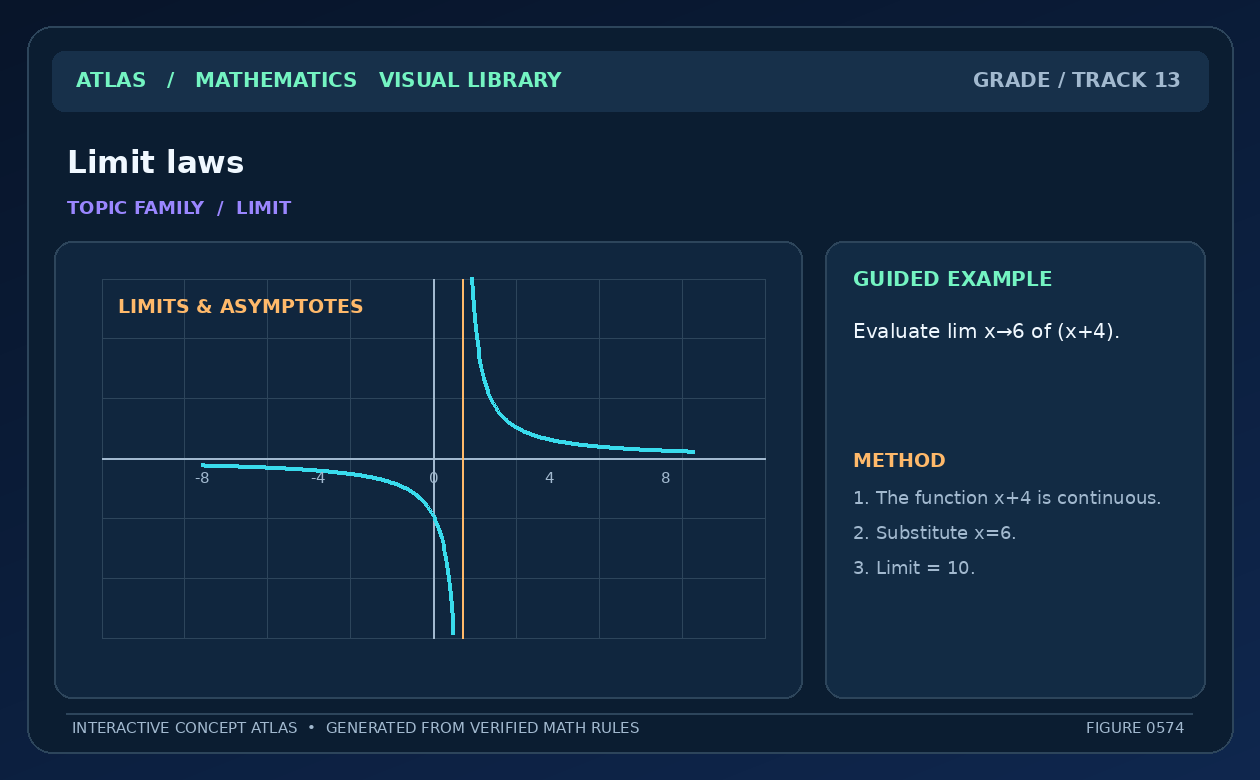 ATLAS / MATHEMATICS VISUAL LIBRARY
GRADE / TRACK 13
Limit laws
TOPIC FAMILY / LIMIT
LIMITS & ASYMPTOTES
-8 -4 0 4 8
GUIDED EXAMPLE
Evaluate lim x→6 of (x+4).
METHOD
1. The function x+4 is continuous.
2. Substitute x=6.
3. Limit = 10.
INTERACTIVE CONCEPT ATLAS • GENERATED FROM VERIFIED MATH RULES
FIGURE 0574